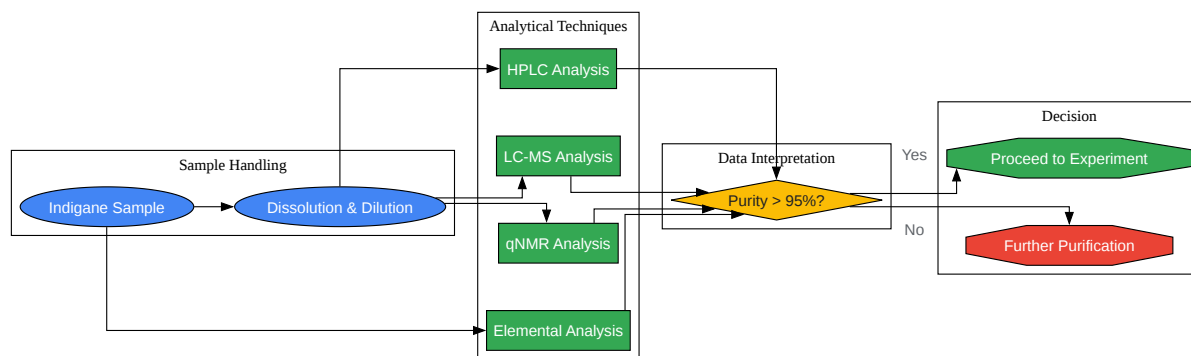 Analytical Techniques
HPLC Analysis
LC-MS Analysis
qNMR Analysis
Elemental Analysis
Sample Handling
Indigane Sample
Dissolution & Dilution
Data Interpretation
Purity > 95%?
Yes
No
Decision
Proceed to Experiment
Further Purification